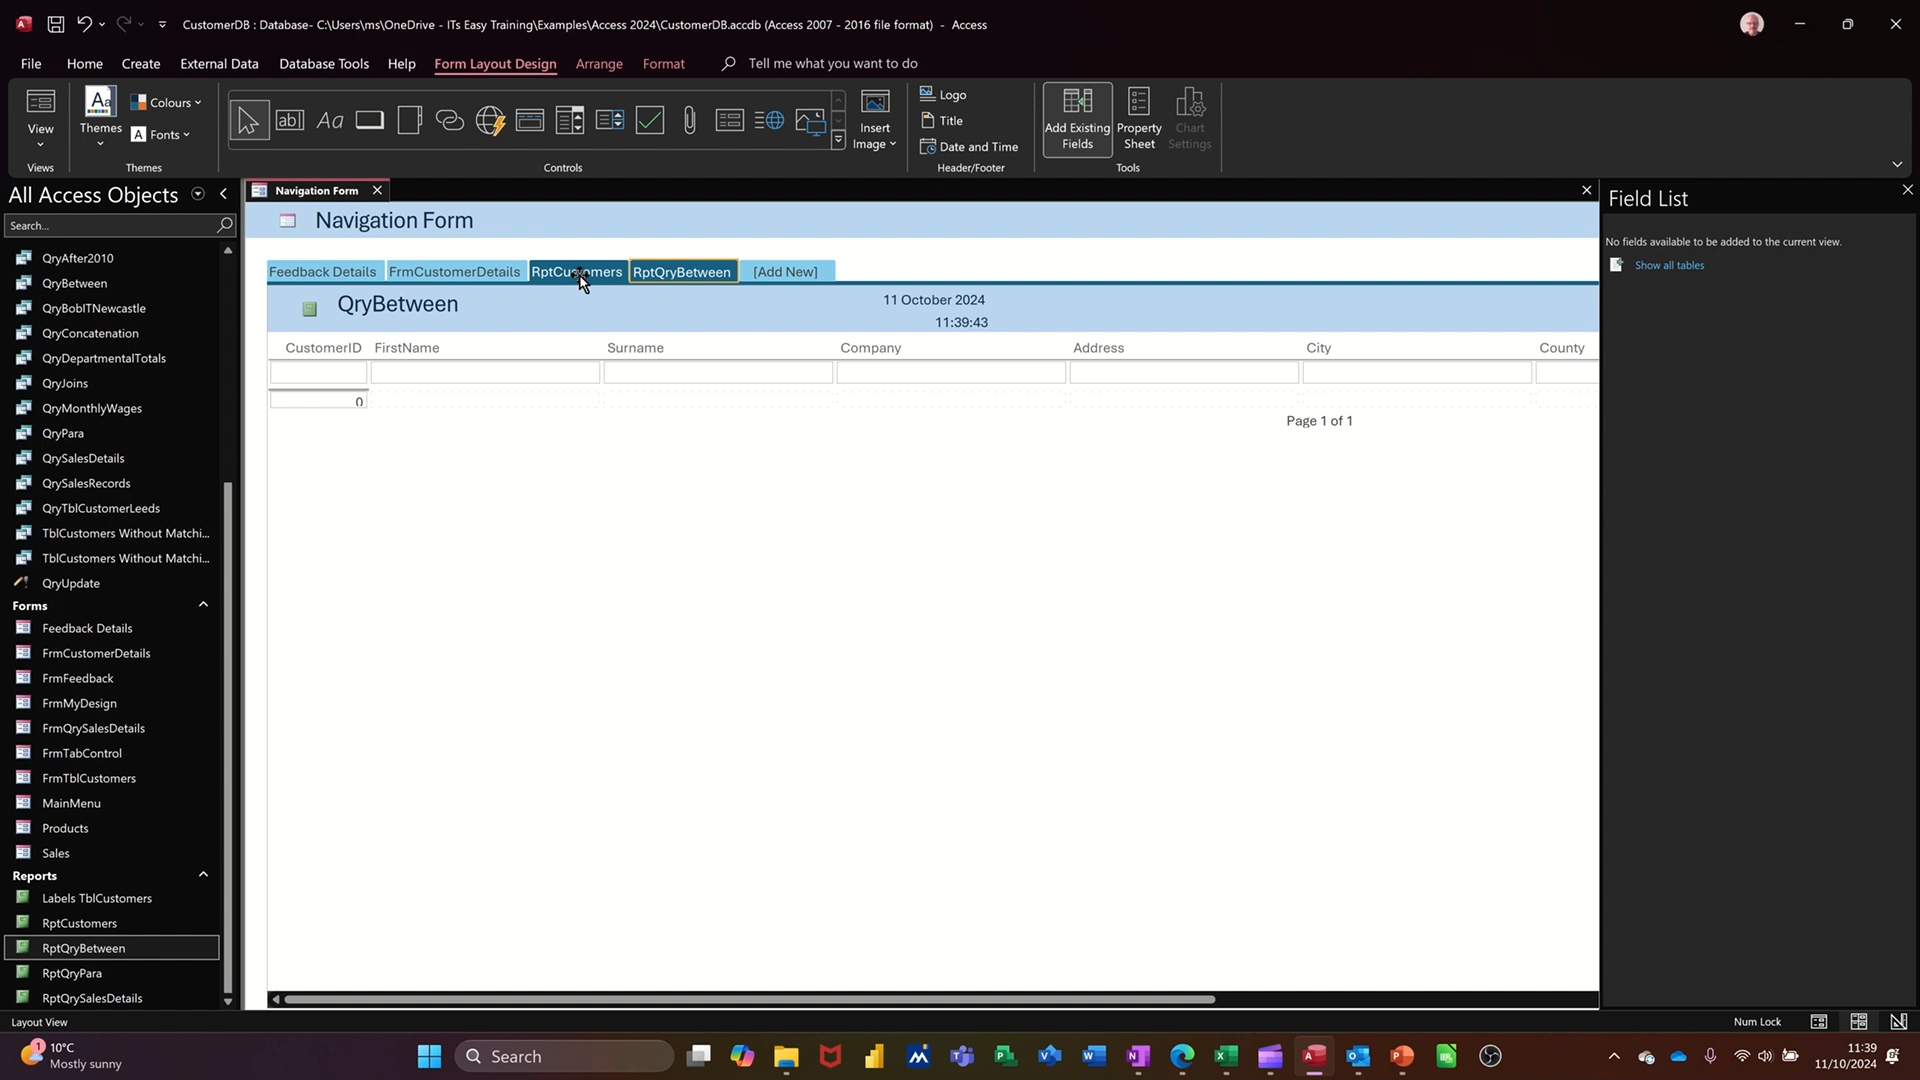 CustomerDB : Database- C:\Users\ms\OneDrive - ITs Easy Training\Examples\Access 2024\CustomerDB.accdb (Access 2007 - 2016 file format) - Access
File Home Create External Data Database Tools Help Form Layout Design Arrange Format Tell me what you want to do
View
Views
Themes
Colours
Fonts
Themes
Aa
Controls
Insert
Image
Logo
Title
Date and Time
Header/Footer
Add Existing
Fields
Property
Sheet
Chart
Settings
Tools
All Access Objects
Search...
QryAfter2010
QryBetween
QryBobITNewcastle
QryConcatenation
QryDepartmentalTotals
QryJoins
QryMonthlyWages
QryPara
QrySalesDetails
QrySalesRecords
QryTblCustomerLeeds
TblCustomers Without Matchi...
TblCustomers Without Matchi...
QryUpdate
Forms
Feedback Details
FrmCustomerDetails
FrmFeedback
FrmMyDesign
FrmQrySalesDetails
FrmTabControl
FrmTblCustomers
MainMenu
Products
Sales
Reports
Labels TblCustomers
RptCustomers
RptQryBetween
RptQryPara
RptQrySalesDetails
Navigation Form
Navigation Form
Feedback Details FrmCustomerDetails RptCustomers RptQryBetween [Add New]
QryBetween
11 October 2024
11:39:43
CustomerID FirstName Surname Company Address City County
0
Page 1 of 1
Field List
No fields available to be added to the current view.
Show all tables
Layout View
Num Lock
1
10°C
Mostly sunny
Search
11:39
11/10/2024